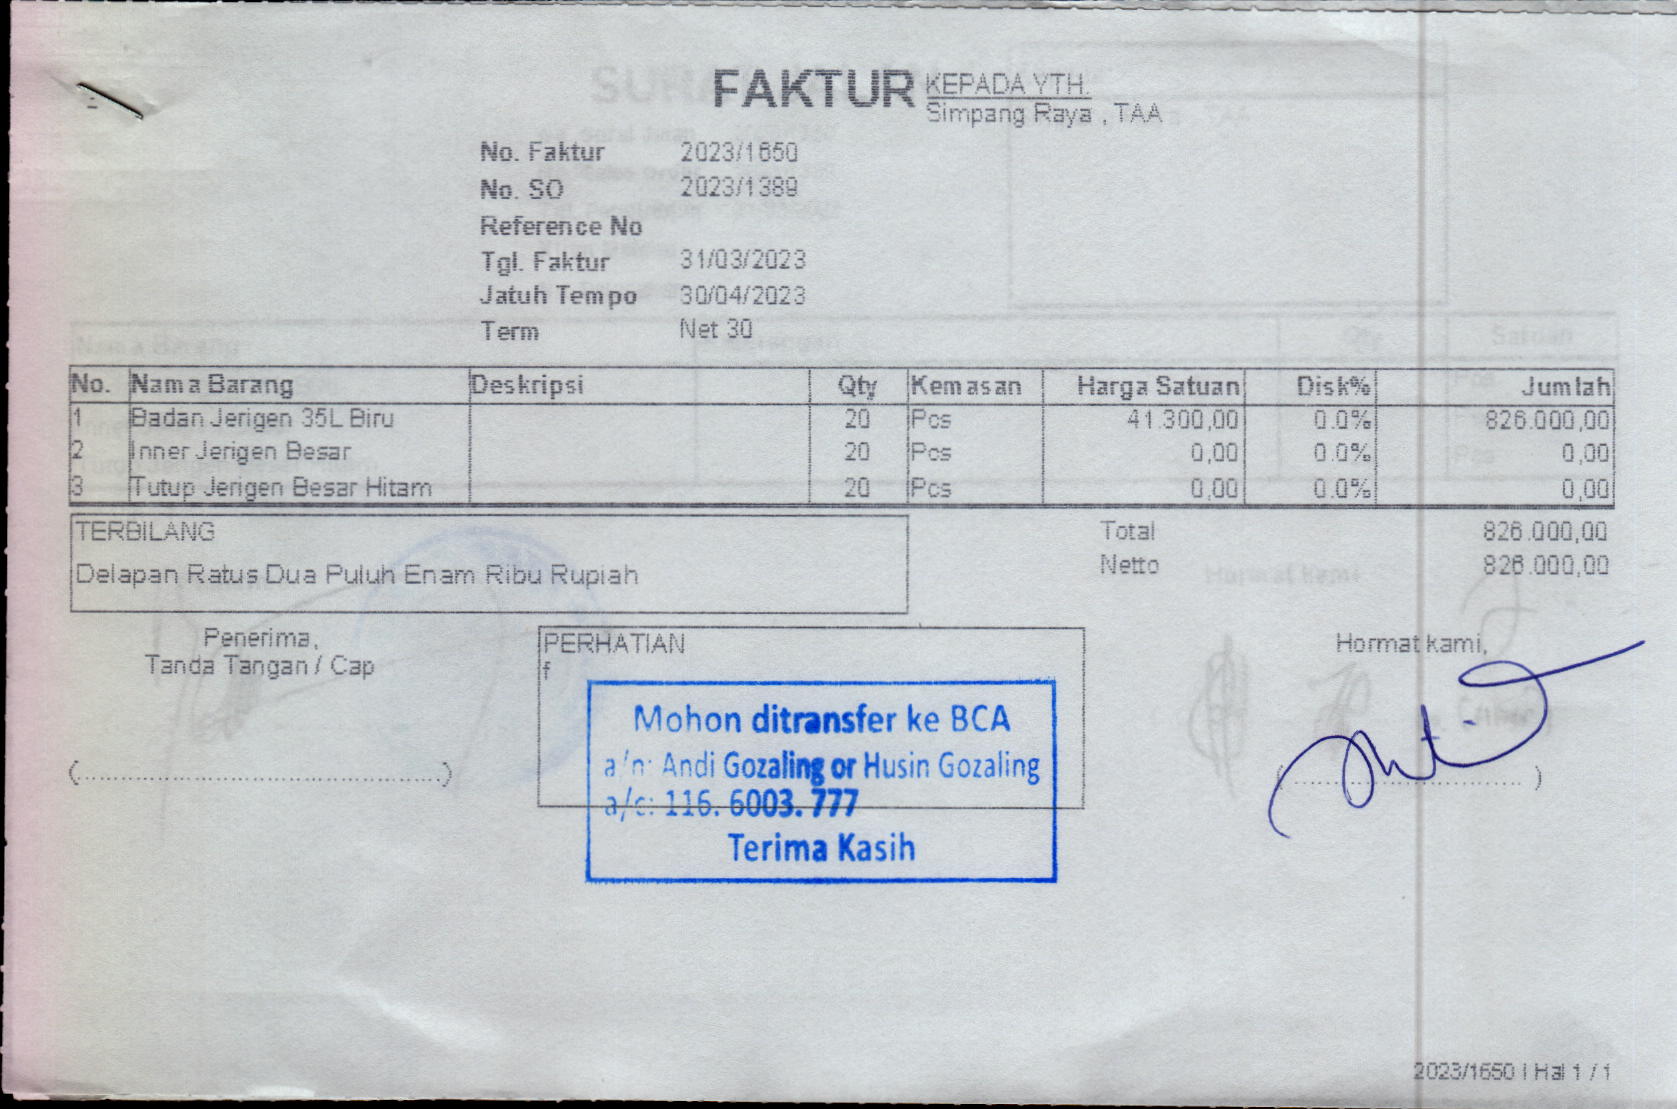 FAKTUR
KEPADA YTH.
Simpang Raya , TAA
No. Faktur 2023/1650
No. SO 2023/1389
Reference No
Tgl. Faktur 31/03/2023
Jatuh Tempo 30/04/2023
Term Net 30
No. Nama Barang Deskripsi Qty Kemasan Harga Satuan Disk% Jumlah
1 Badan Jerigen 35L Biru 20 Pcs 41.300,00 0.0% 826.000,00
2 Inner Jerigen Besar 20 Pcs 0,00 0.0% 0,00
3 Tutup Jerigen Besar Hitam 20 Pcs 0,00 0.0% 0,00
TERBILANG
Delapan Ratus Dua Puluh Enam Ribu Rupiah
Total 826.000,00
Netto 826.000,00
Penerima,
Tanda Tangan / Cap
(........................................)
PERHATIAN
f
Mohon ditransfer ke BCA
a/n: Andi Gozaling or Husin Gozaling
a/c: 116. 6003. 777
Terima Kasih
Hormat kami,
(........................................)
2023/1650 | Hal 1 / 1